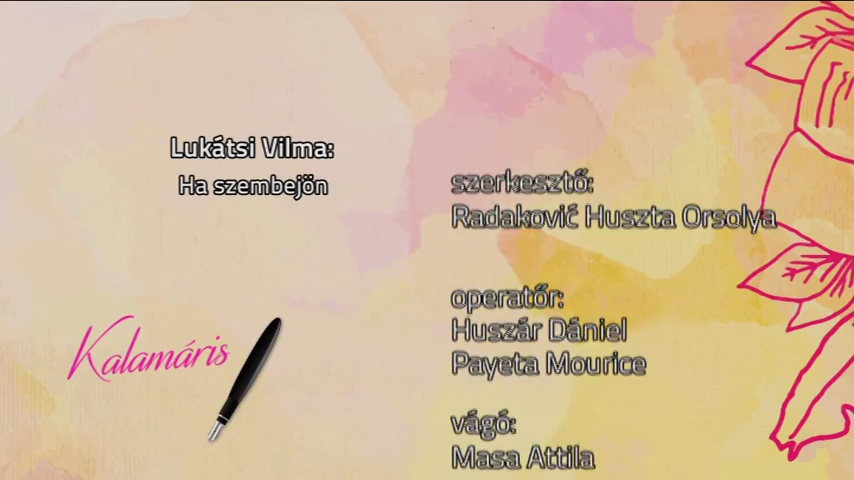 Lukátsi Vilma:
Ha szembejön
szerkesztő:
Radaković Huszta Orsolya
operatőr:
Huszár Dániel
Payeta Mourice
Kalamáris
vágó:
Masa Attila